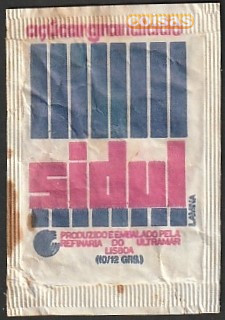 coisas
açúcar granulado
sidul
LAMINA
PRODUZIDO E EMBALADO PELA
REFINARIA DO ULTRAMAR
LISBOA
(10/12 GRS.)